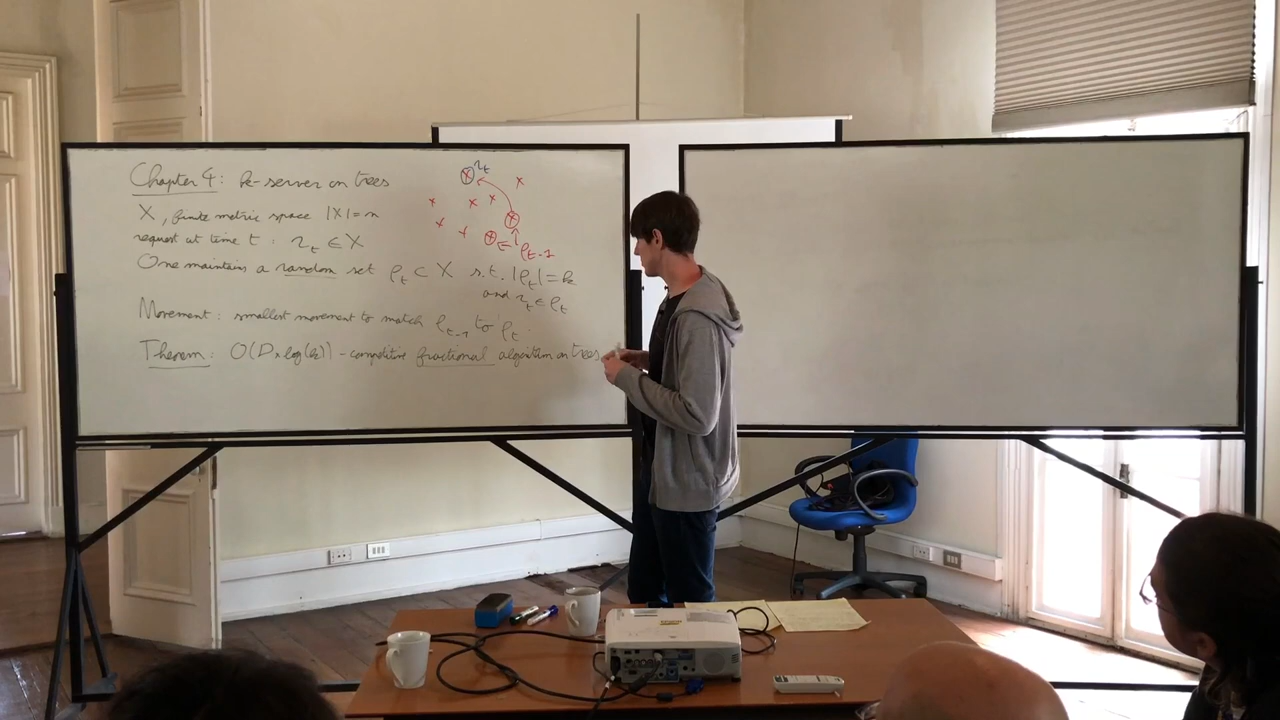 Chapter 4: k-server on trees
X, finite metric space |X|=n
request at time t: r_t ∈ X
One maintains a random set ρ_t ⊂ X s.t. |ρ_t|=k
and r_t ∈ ρ_t
Movement: smallest movement to match ρ_{t-1} to ρ_t
Theorem: O(D × log(k))-competitive fractional algorithm on trees
r_t
ρ_{t-1}